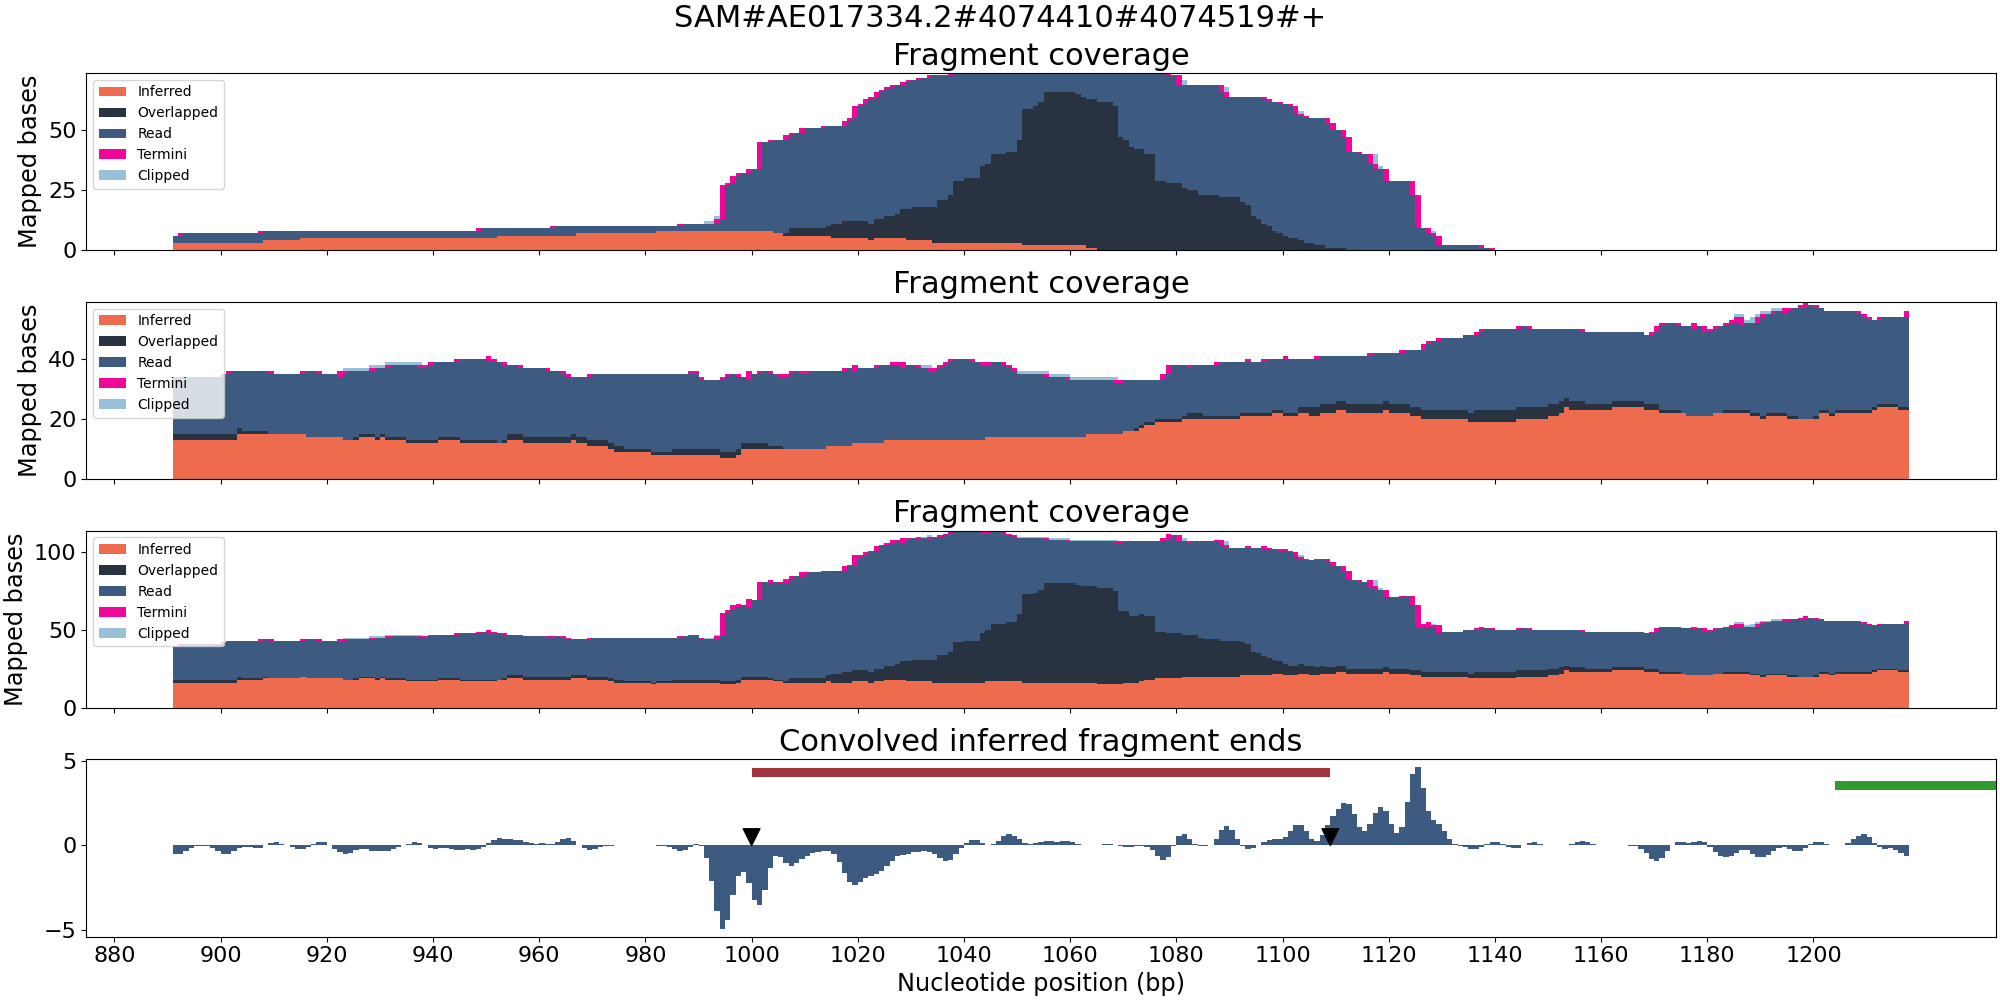 SAM#AE017334.2#4074410#4074519#+
Fragment coverage
Mapped bases
50
25
0
Inferred
Overlapped
Read
Termini
Clipped
Fragment coverage
Mapped bases
40
20
0
Inferred
Overlapped
Read
Termini
Clipped
Fragment coverage
Mapped bases
100
50
0
Inferred
Overlapped
Read
Termini
Clipped
Convolved inferred fragment ends
5
0
−5
880 900 920 940 960 980 1000 1020 1040 1060 1080 1100 1120 1140 1160 1180 1200
Nucleotide position (bp)